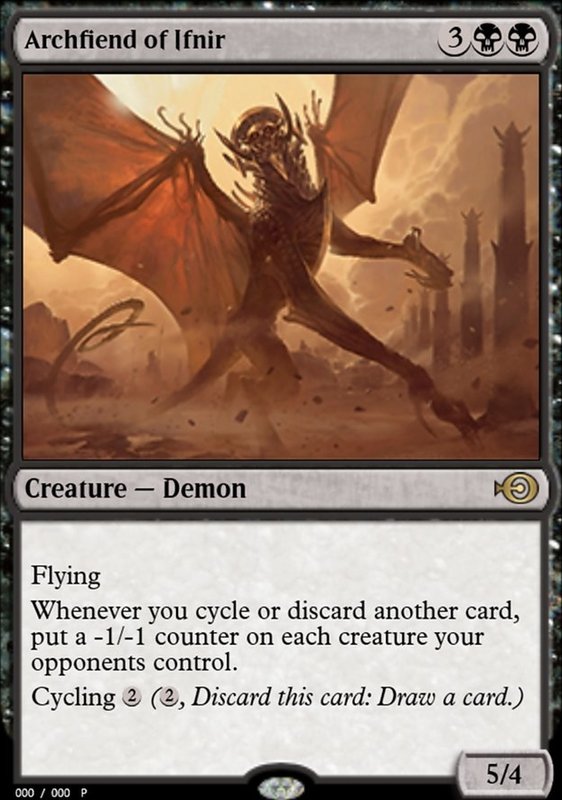 Archfiend of Ifnir 3
Creature — Demon
Flying
Whenever you cycle or discard another card,
put a -1/-1 counter on each creature your
opponents control.
Cycling 2 (2, Discard this card: Draw a card.)
5/4
000 / 000 P